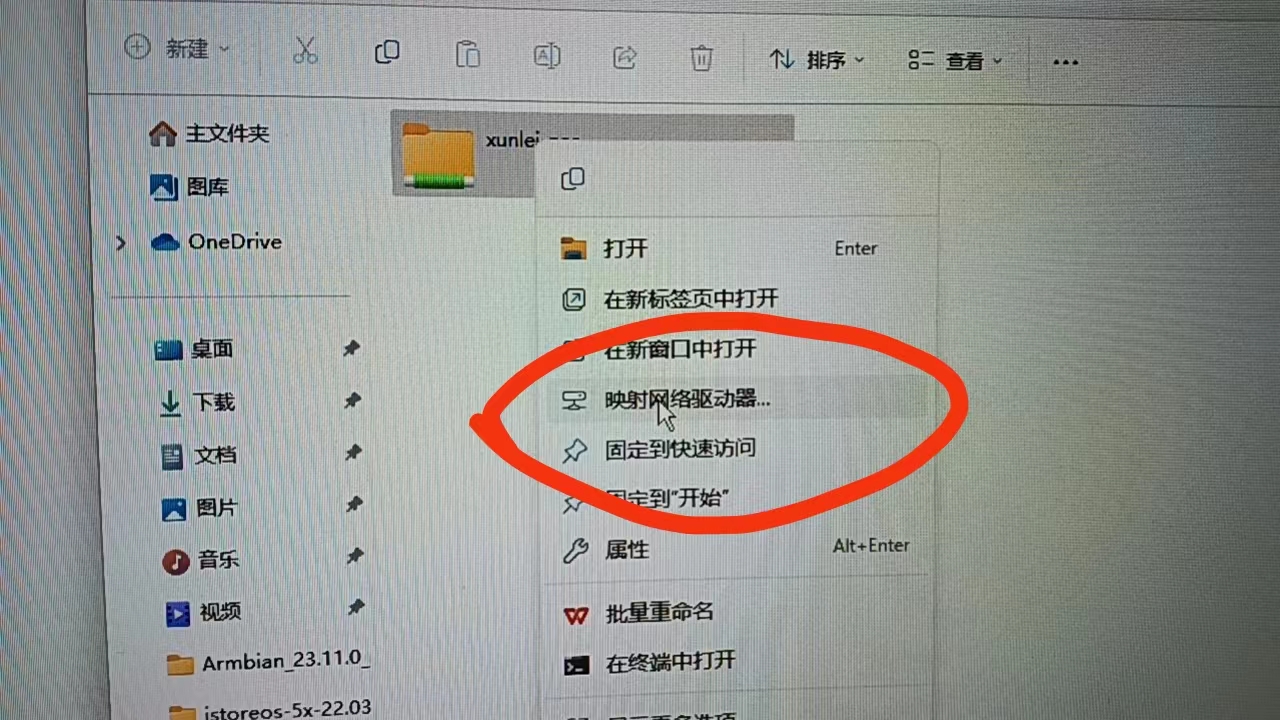 新建
排序
查看
主文件夹
图库
OneDrive
桌面
下载
文档
图片
音乐
视频
Armbian_23.11.0_
istoreos-5x-22.03
xunlei
打开 Enter
在新标签页中打开
在新窗口中打开
映射网络驱动器...
固定到快速访问
固定到"开始"
属性 Alt+Enter
批量重命名
在终端中打开